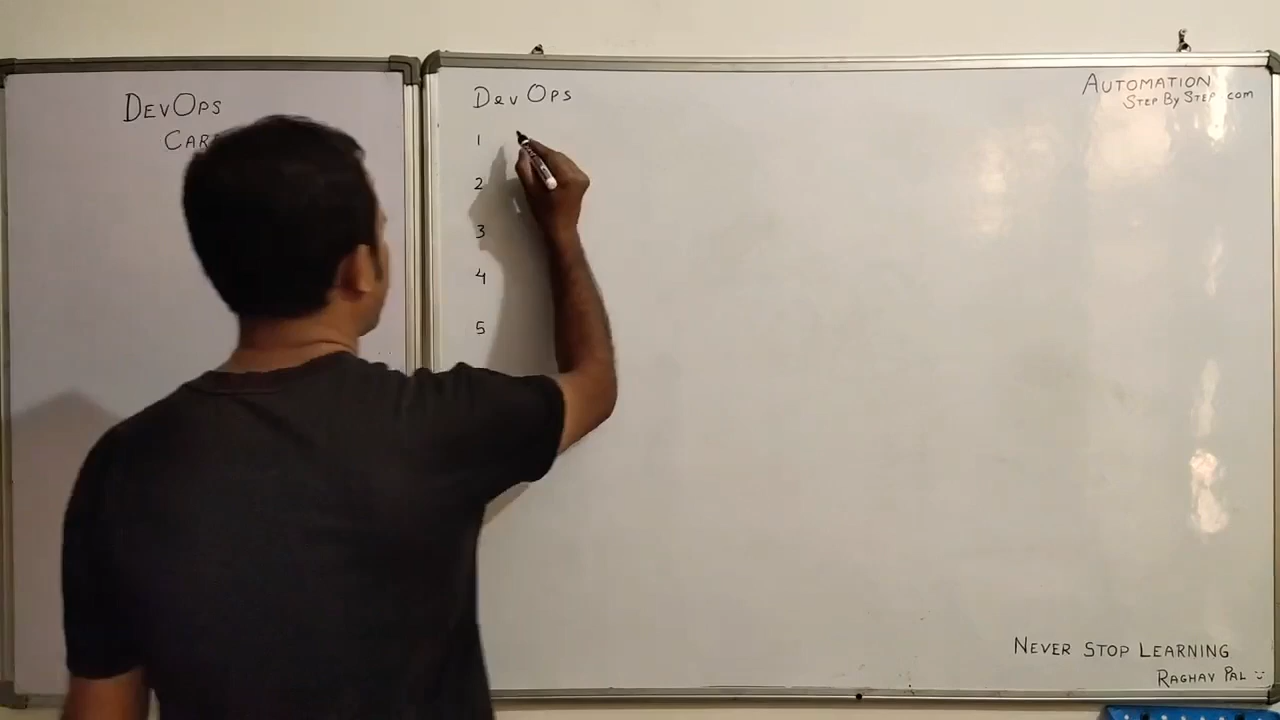 DEVOPS
DevOps
1
2
3
4
5
AUTOMATION
STEP BY STEP.com
NEVER STOP LEARNING
RAGHAV PAL